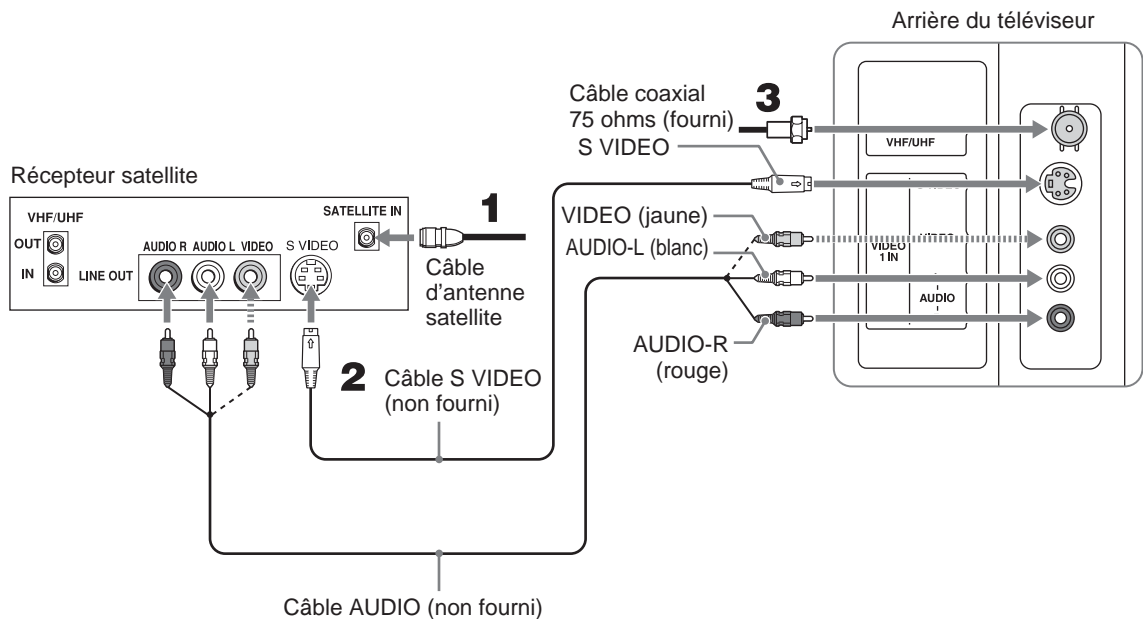 Arrière du téléviseur
Câble coaxial
75 ohms (fourni)
3
S VIDEO
VHF/UHF
Récepteur satellite
VHF/UHF
OUT
IN
LINE OUT
AUDIO R
AUDIO L
VIDEO
S VIDEO
SATELLITE IN
1
Câble
d'antenne
satellite
VIDEO (jaune)
AUDIO-L (blanc)
AUDIO-R
(rouge)
VIDEO
1 IN
AUDIO
2
Câble S VIDEO
(non fourni)
Câble AUDIO (non fourni)